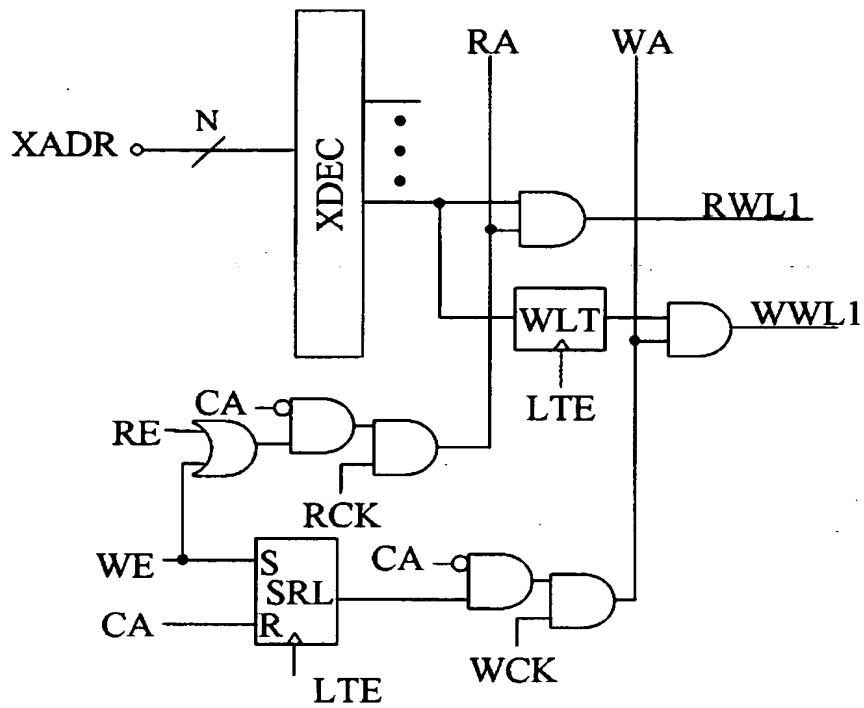 RA
WA
N
XADR
XDEC
RWL1
WLT
WWL1
LTE
CA
RE
RCK
WE
S
SRL
CA
CA
R
WCK
LTE